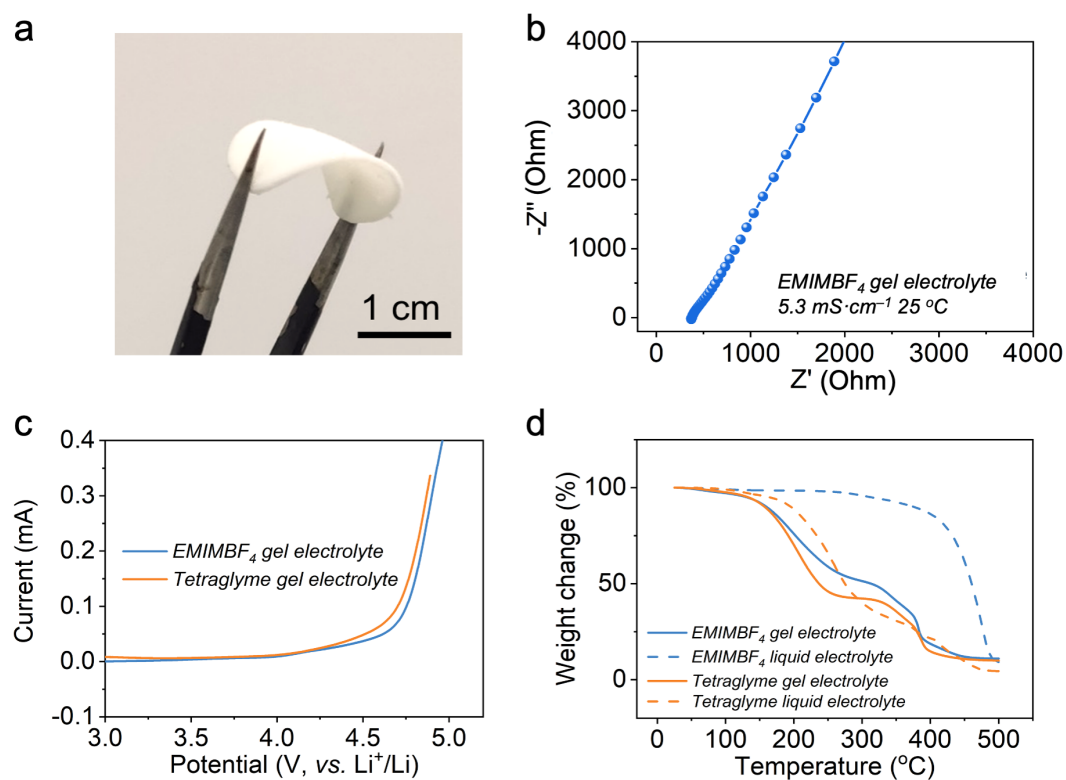 a
1 cm
b
4000
3000
2000
1000
0
-Z" (Ohm)
EMIMBF₄ gel electrolyte
5.3 mS·cm⁻¹ 25 °C
0 1000 2000 3000 4000
Z' (Ohm)
c
0.4
0.3
0.2
0.1
0.0
-0.1
Current (mA)
EMIMBF₄ gel electrolyte
Tetraglyme gel electrolyte
3.0 3.5 4.0 4.5 5.0
Potential (V, vs. Li⁺/Li)
d
100
50
0
Weight change (%)
EMIMBF₄ gel electrolyte
EMIMBF₄ liquid electrolyte
Tetraglyme gel electrolyte
Tetraglyme liquid electrolyte
0 100 200 300 400 500
Temperature (°C)